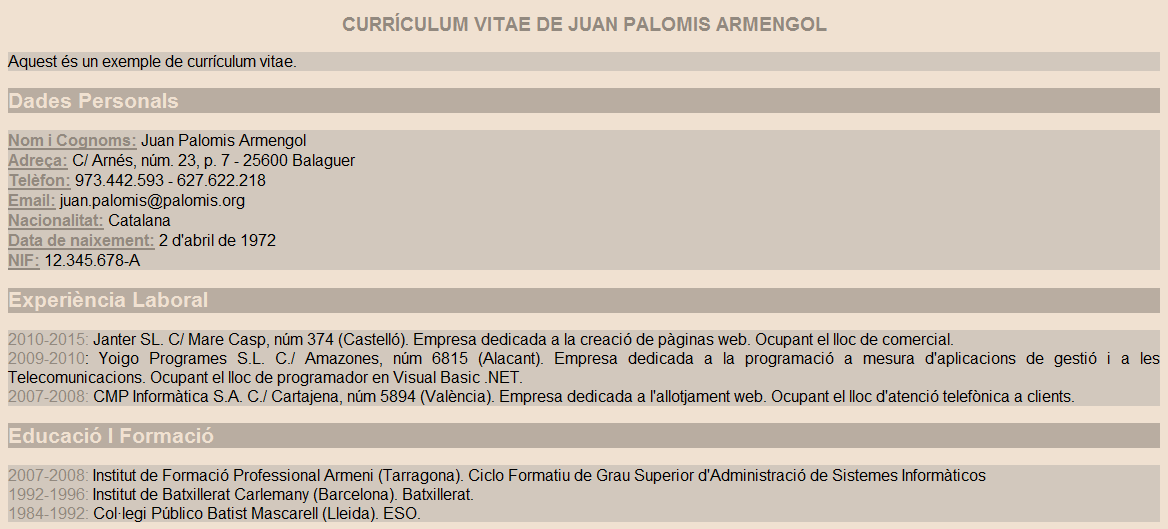 CURRÍCULUM VITAE DE JUAN PALOMIS ARMENGOL
Aquest és un exemple de currículum vitae.
Dades Personals
Nom i Cognoms: Juan Palomis Armengol
Adreça: C/ Arnés, núm. 23, p. 7 - 25600 Balaguer
Telèfon: 973.442.593 - 627.622.218
Email: juan.palomis@palomis.org
Nacionalitat: Catalana
Data de naixement: 2 d'abril de 1972
NIF: 12.345.678-A
Experiència Laboral
2010-2015: Janter SL. C/ Mare Casp, núm 374 (Castelló). Empresa dedicada a la creació de pàgines web. Ocupant el lloc de comercial.
2009-2010: Yoigo Programes S.L. C./ Amazones, núm 6815 (Alacant). Empresa dedicada a la programació a mesura d'aplicacions de gestió i a les
Telecomunicacions. Ocupant el lloc de programador en Visual Basic .NET.
2007-2008: CMP Informàtica S.A. C./ Cartajena, núm 5894 (València). Empresa dedicada a l'allotjament web. Ocupant el lloc d'atenció telefònica a clients.
Educació I Formació
2007-2008: Institut de Formació Professional Armeni (Tarragona). Ciclo Formatiu de Grau Superior d'Administració de Sistemes Informàticos
1992-1996: Institut de Batxillerat Carlemany (Barcelona). Batxillerat.
1984-1992: Col·legi Público Batist Mascarell (Lleida). ESO.